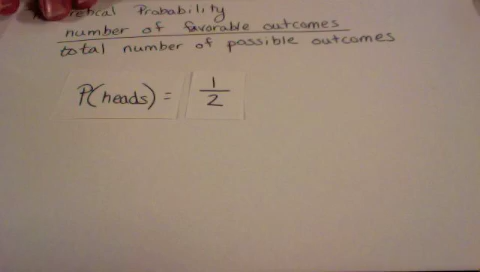 Probability
number of favorable outcomes
total number of possible outcomes
P(heads) = 1/2